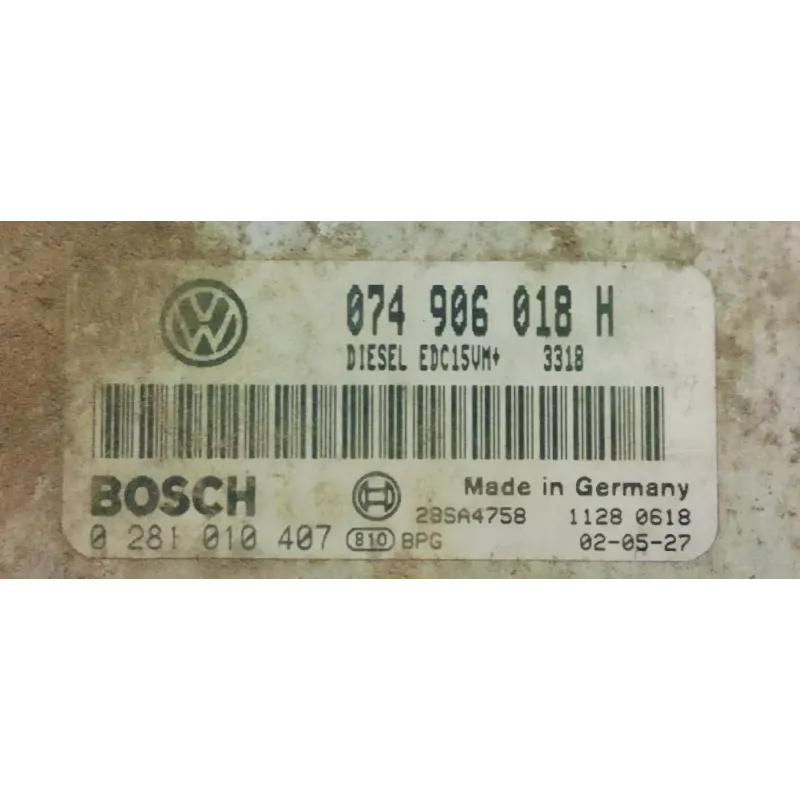 074 906 018 H
DIESEL EDC15VM+ 3318
BOSCH
Made in Germany
28SA4758 1128 0618
0 281 010 407 810 BPG 02-05-27